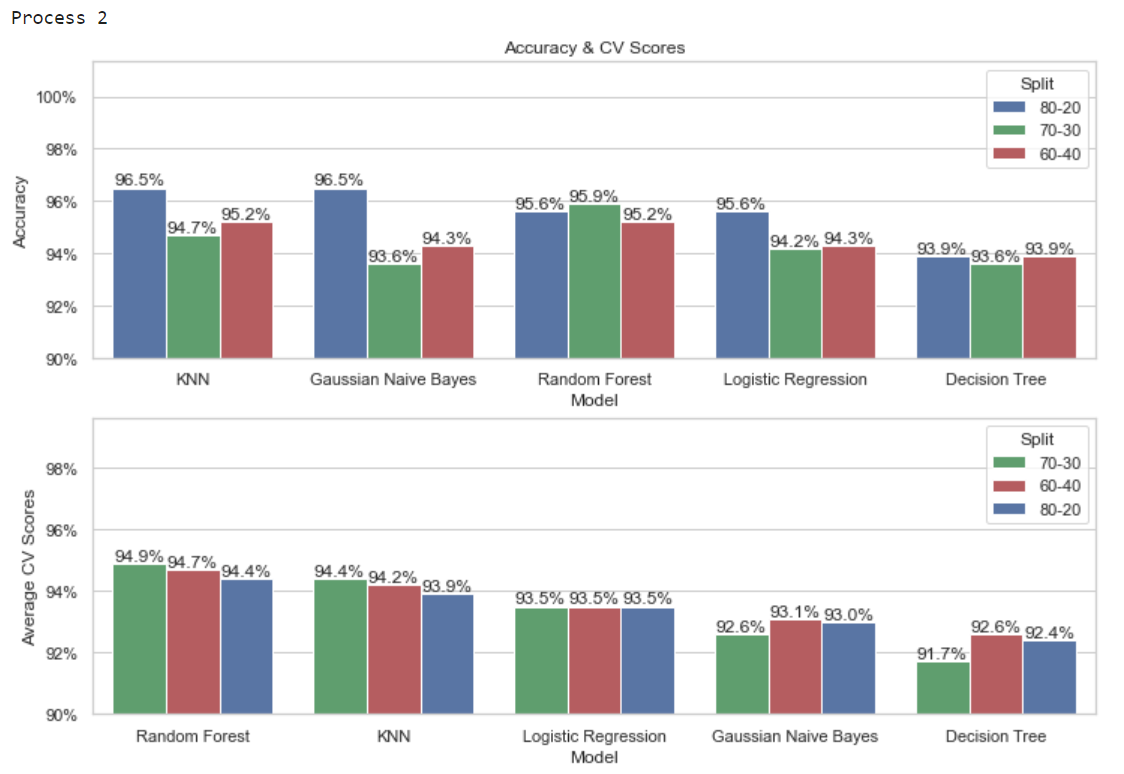 Process 2
Accuracy & CV Scores
Accuracy
100%
98%
96%
94%
92%
90%
Split
80-20
70-30
60-40
96.5% 94.7% 95.2% 96.5% 93.6% 94.3% 95.6% 95.9% 95.2% 95.6% 94.2% 94.3% 93.9% 93.6% 93.9%
KNN Gaussian Naive Bayes Random Forest Logistic Regression Decision Tree
Model
Average CV Scores
98%
96%
94%
92%
90%
Split
70-30
60-40
80-20
94.9% 94.7% 94.4% 94.4% 94.2% 93.9% 93.5% 93.5% 93.5% 92.6% 93.1% 93.0% 91.7% 92.6% 92.4%
Random Forest KNN Logistic Regression Gaussian Naive Bayes Decision Tree
Model